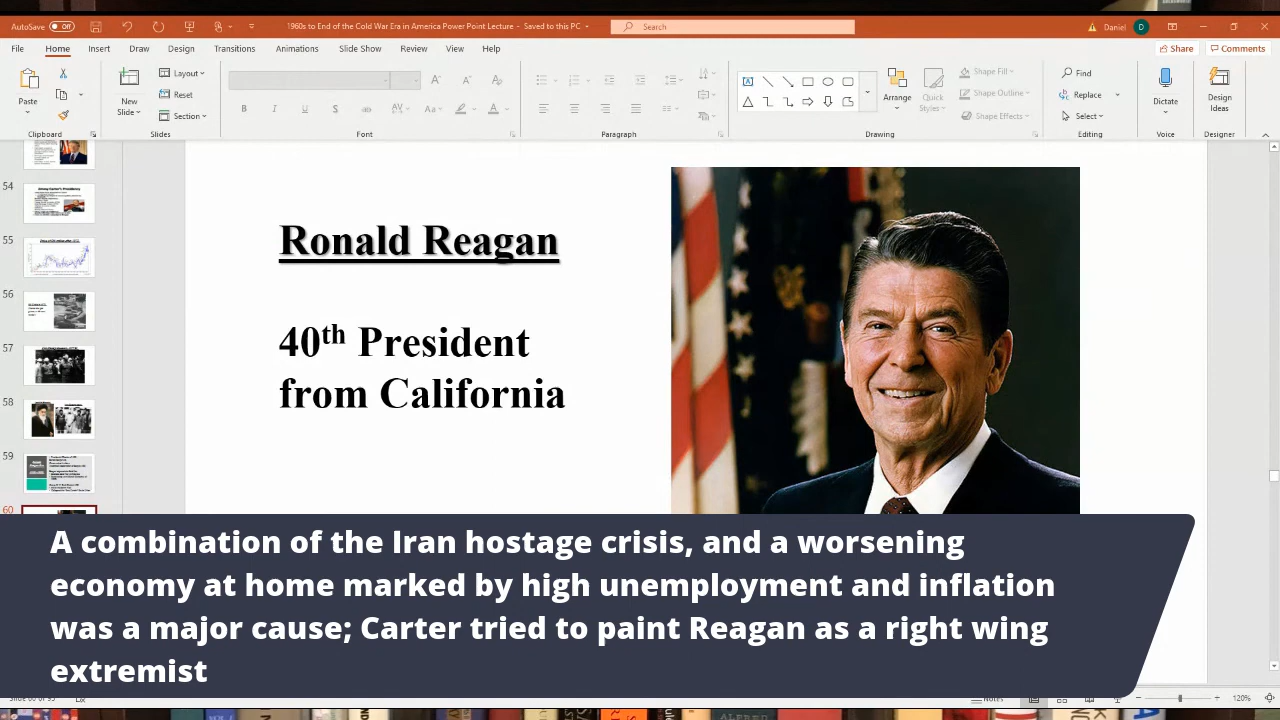 AutoSave Off 1960s to End of the Cold War Era in America Power Point Lecture - Saved to this PC Search Daniel D
File Home Insert Draw Design Transitions Animations Slide Show Review View Help Share Comments
Paste New Slide Layout Reset Section Arrange Quick Styles Shape Fill Shape Outline Shape Effects Find Replace Select Dictate Design Ideas
Clipboard Slides Font Paragraph Drawing Editing Voice Designer
54
55
56
57
58
59
60
Ronald Reagan
40th President
from California
A combination of the Iran hostage crisis, and a worsening
economy at home marked by high unemployment and inflation
was a major cause; Carter tried to paint Reagan as a right wing
extremist
Notes 120%